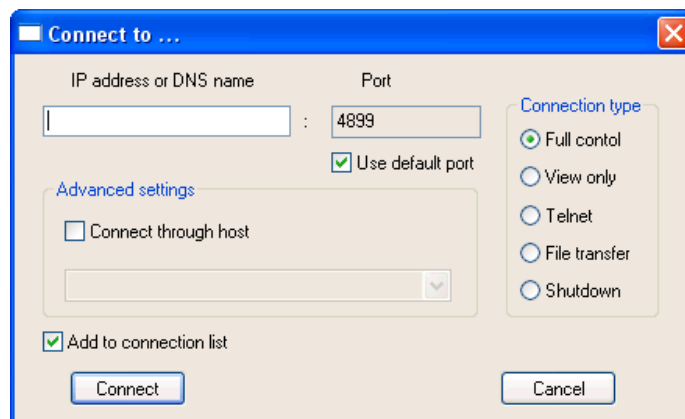 Connect to ...
IP address or DNS name
Port
:
4899
Use default port
Connection type
Full contol
View only
Telnet
File transfer
Shutdown
Advanced settings
Connect through host
Add to connection list
Connect
Cancel